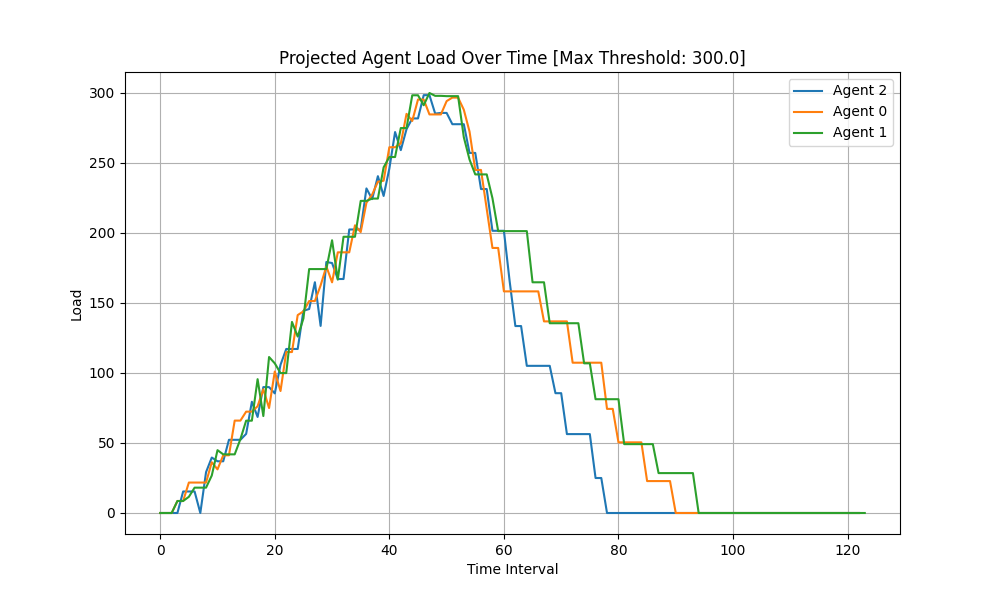 Projected Agent Load Over Time [Max Threshold: 300.0]
Agent 2
Agent 0
Agent 1
Load
300
250
200
150
100
50
0
0 20 40 60 80 100 120
Time Interval